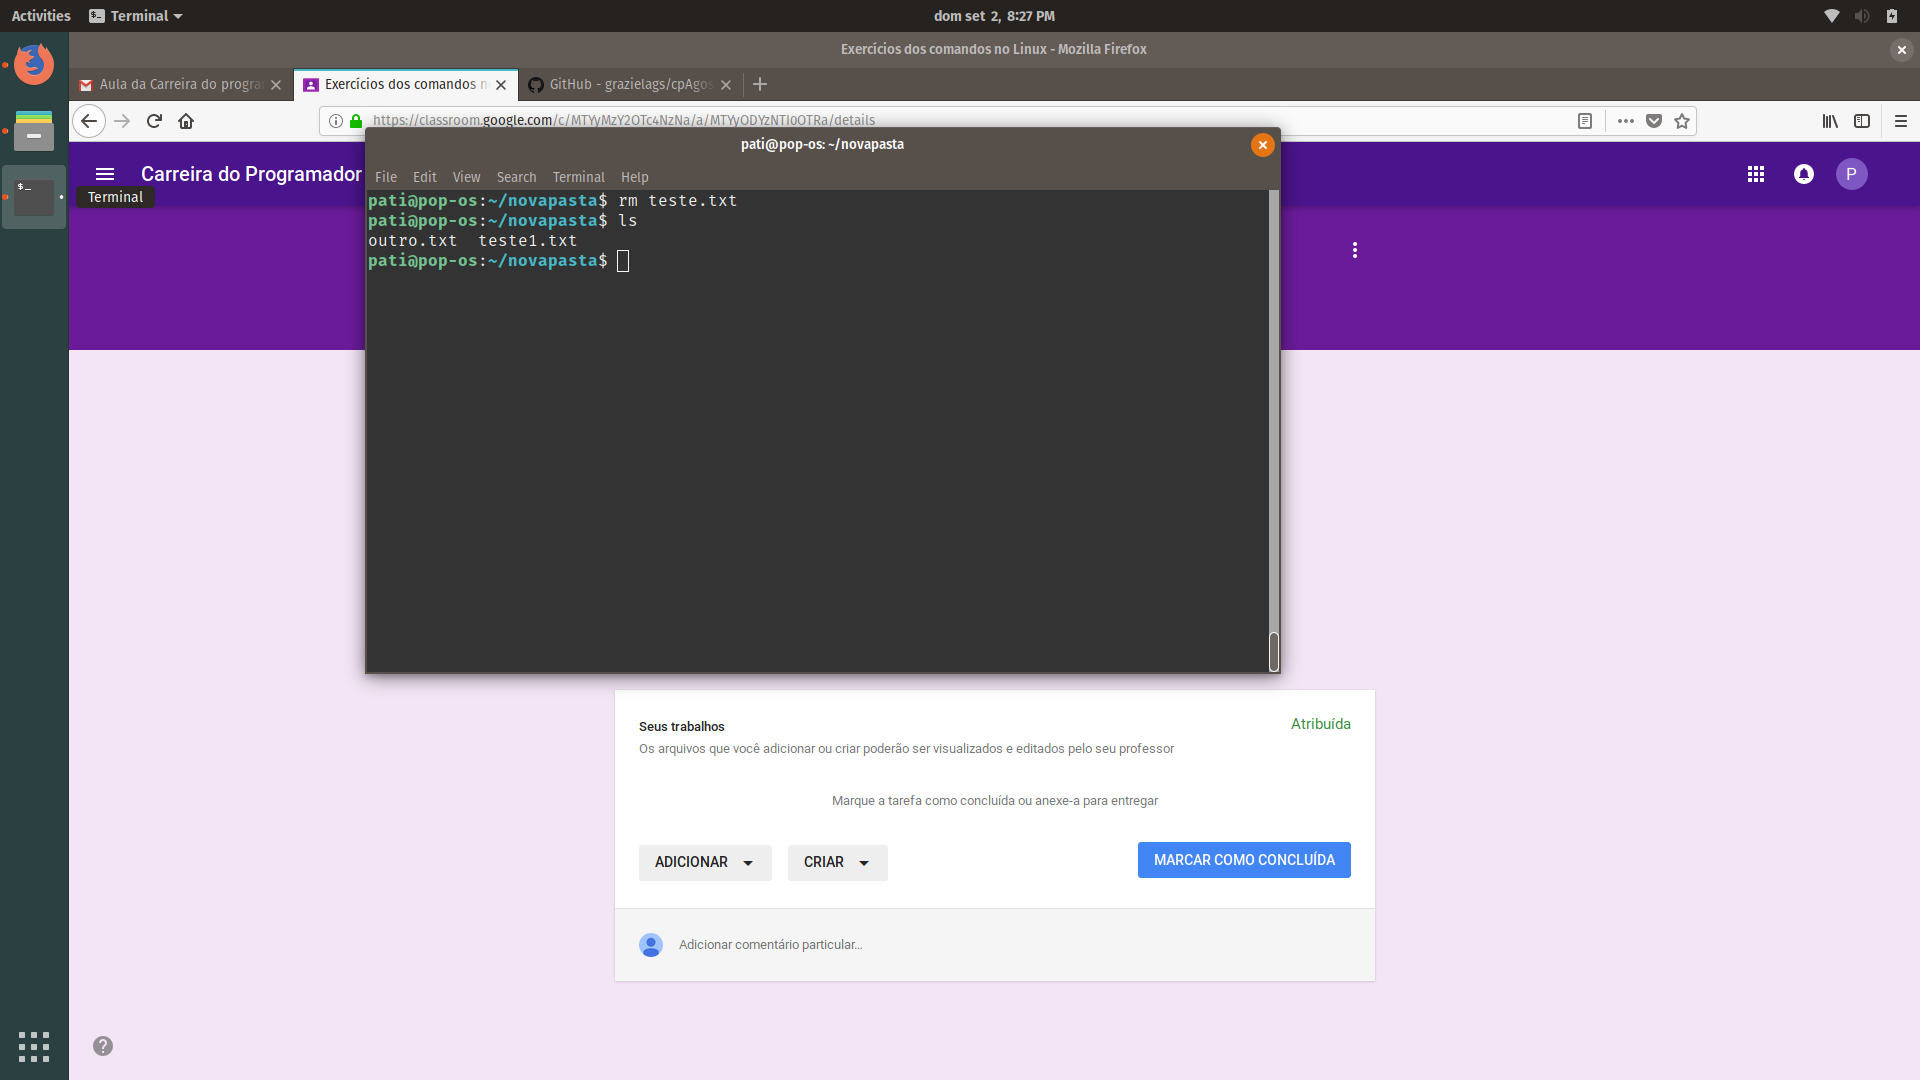 Activities
Terminal
dom set 2, 8:27 PM
Exercícios dos comandos no Linux - Mozilla Firefox
Aula da Carreira do progra
Exercícios dos comandos n
GitHub - grazielags/cpAgos
https://classroom.google.com/c/MTYyMzY2OTc4NzNa/a/MTYyODYzNTI0OTRa/details
pati@pop-os: ~/novapasta
Carreira do Programador
P
Terminal
File Edit View Search Terminal Help
pati@pop-os:~/novapasta$ rm teste.txt
pati@pop-os:~/novapasta$ ls
outro.txt  teste1.txt
pati@pop-os:~/novapasta$
Seus trabalhos
Atribuída
Os arquivos que você adicionar ou criar poderão ser visualizados e editados pelo seu professor
Marque a tarefa como concluída ou anexe-a para entregar
ADICIONAR
CRIAR
MARCAR COMO CONCLUÍDA
Adicionar comentário particular...